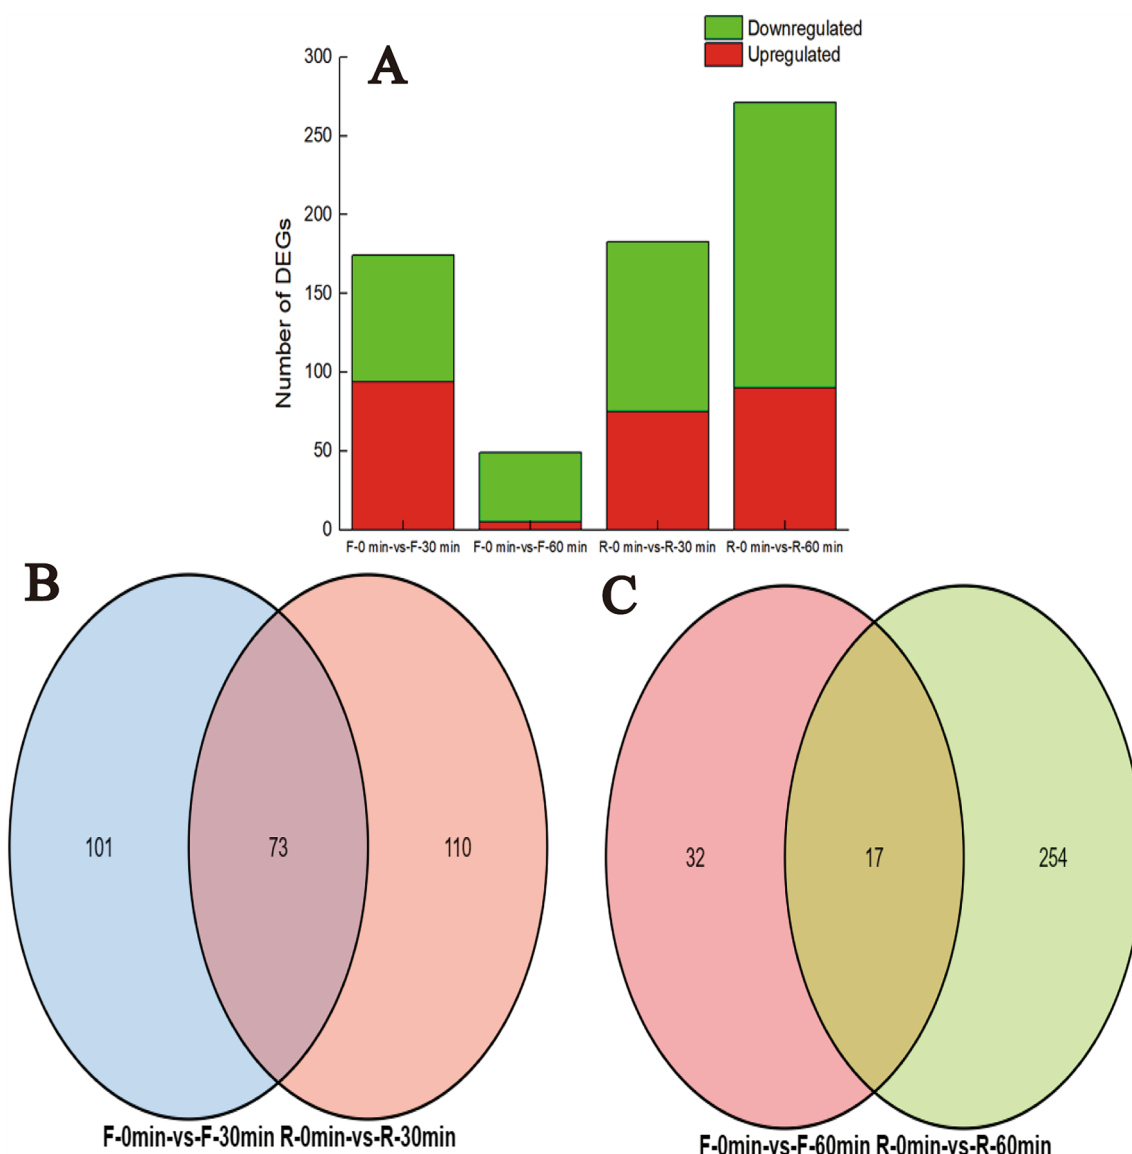 Downregulated
Upregulated
A
300
250
200
150
100
50
0
Number of DEGs
F-0 min-vs-F-30 min F-0 min-vs-F-60 min R-0 min-vs-R-30 min R-0 min-vs-R-60 min
B
101 73 110
F-0min-vs-F-30min R-0min-vs-R-30min
C
32 17 254
F-0min-vs-F-60min R-0min-vs-R-60min